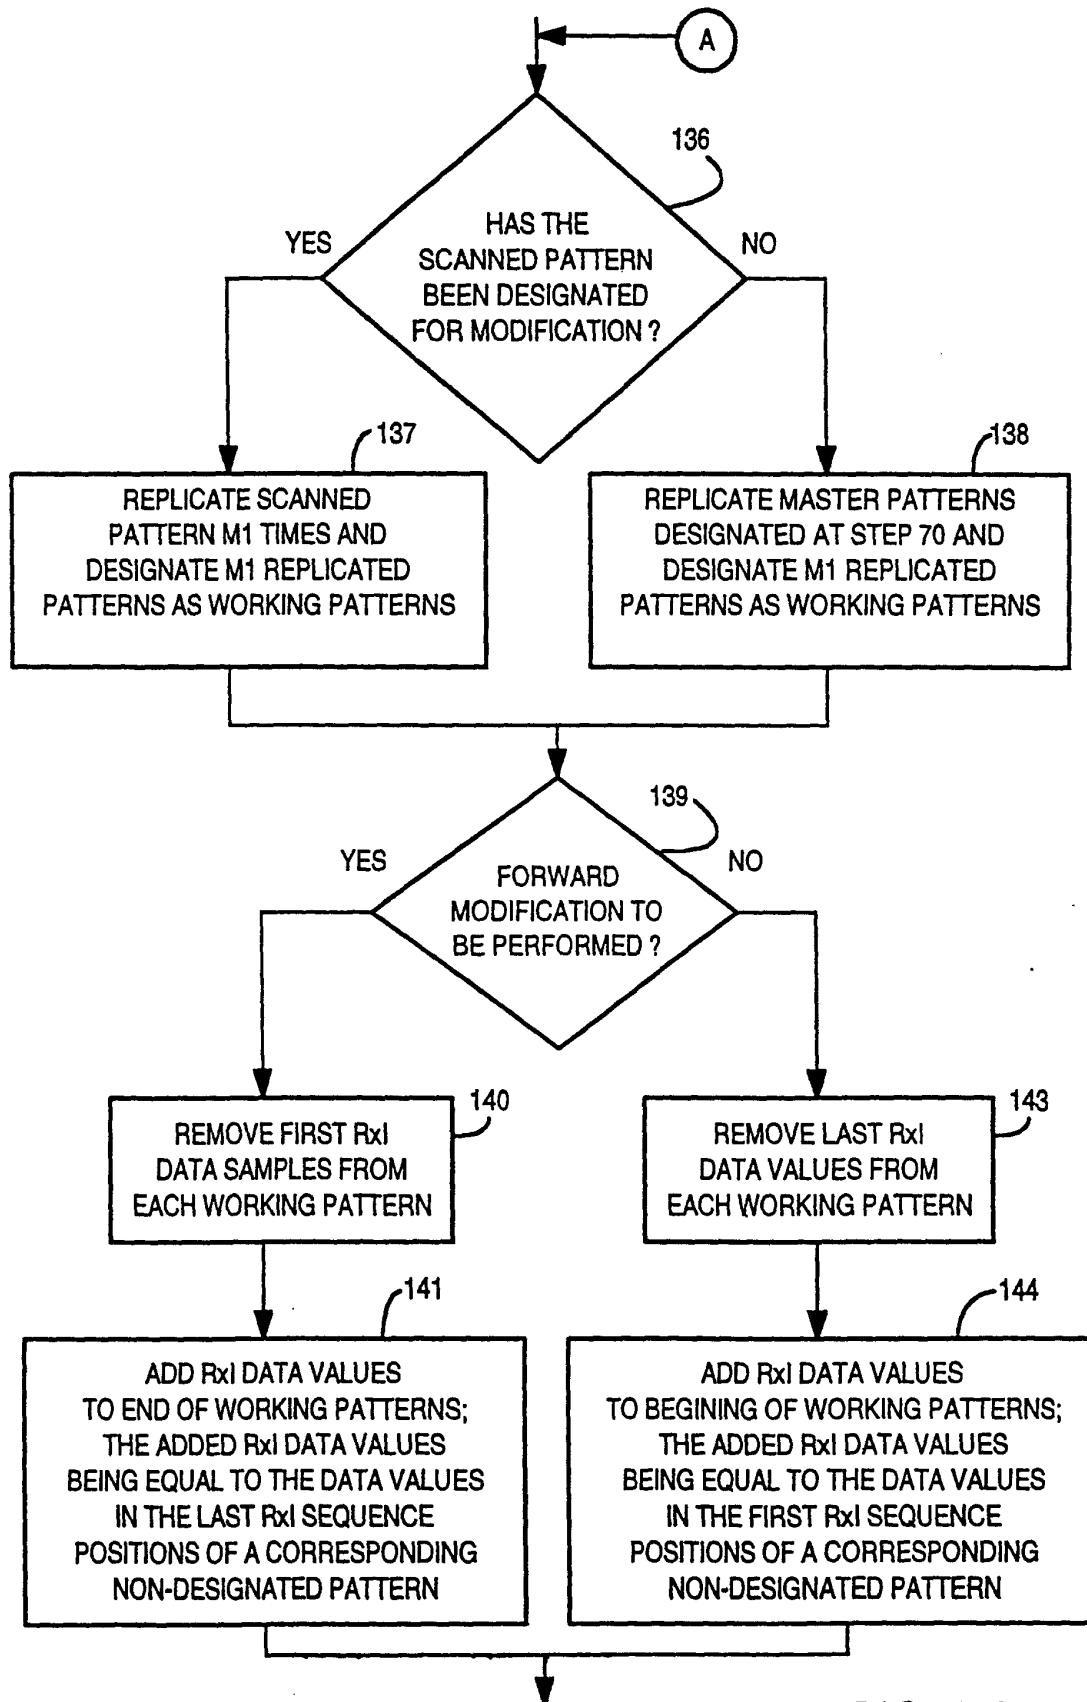 A
136
HAS THE
SCANNED PATTERN
BEEN DESIGNATED
FOR MODIFICATION ?
YES
NO
137
REPLICATE SCANNED
PATTERN M1 TIMES AND
DESIGNATE M1 REPLICATED
PATTERNS AS WORKING PATTERNS
138
REPLICATE MASTER PATTERNS
DESIGNATED AT STEP 70 AND
DESIGNATE M1 REPLICATED
PATTERNS AS WORKING PATTERNS
139
YES
NO
FORWARD
MODIFICATION TO
BE PERFORMED ?
140
REMOVE FIRST RxI
DATA SAMPLES FROM
EACH WORKING PATTERN
143
REMOVE LAST RxI
DATA VALUES FROM
EACH WORKING PATTERN
141
ADD RxI DATA VALUES
TO END OF WORKING PATTERNS;
THE ADDED RxI DATA VALUES
BEING EQUAL TO THE DATA VALUES
IN THE LAST RxI SEQUENCE
POSITIONS OF A CORRESPONDING
NON-DESIGNATED PATTERN
144
ADD RxI DATA VALUES
TO BEGINING OF WORKING PATTERNS;
THE ADDED RxI DATA VALUES
BEING EQUAL TO THE DATA VALUES
IN THE FIRST RxI SEQUENCE
POSITIONS OF A CORRESPONDING
NON-DESIGNATED PATTERN